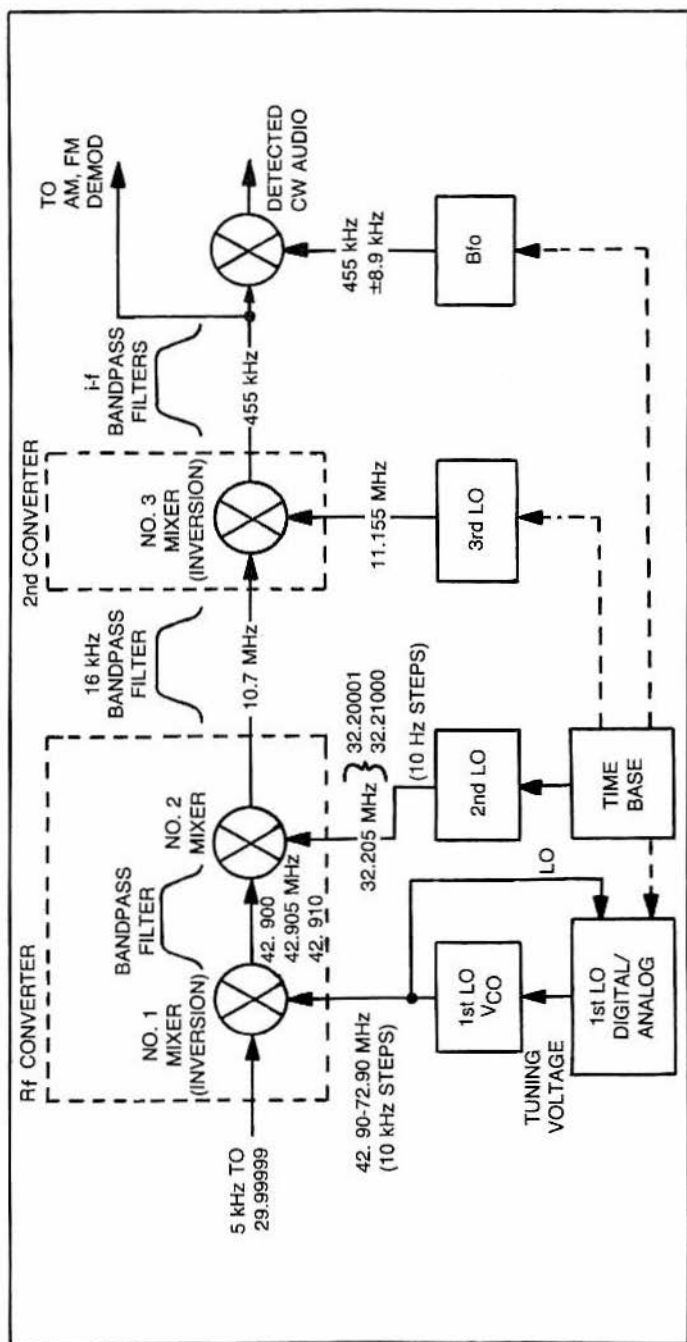 Rf CONVERTER
2nd CONVERTER
5 kHz TO
29.99999
NO. 1
MIXER
(INVERSION)
BANDPASS
FILTER
42. 900
42.905 MHz
42. 910
NO. 2
MIXER
16 kHz
BANDPASS
FILTER
10.7 MHz
NO. 3
MIXER
(INVERSION)
i-f
BANDPASS
FILTERS
455 kHz
TO
AM, FM
DEMOD
DETECTED
CW AUDIO
42. 90-72.90 MHz
(10 kHz STEPS)
32.205 MHz
32.20001
32.21000
(10 Hz STEPS)
11.155 MHz
455 kHz
±8.9 kHz
LO
1st LO
VCO
2nd LO
3rd LO
Bfo
TUNING
VOLTAGE
1st LO
DIGITAL/
ANALOG
TIME
BASE